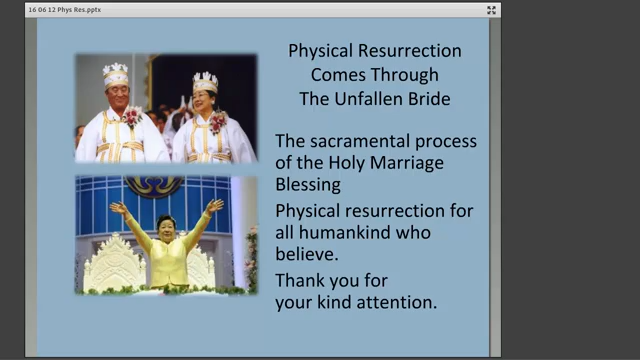 16 06 12 Phys Res.pptx
Physical Resurrection
Comes Through
The Unfallen Bride
The sacramental process
of the Holy Marriage
Blessing
Physical resurrection for
all humankind who
believe.
Thank you for
your kind attention.